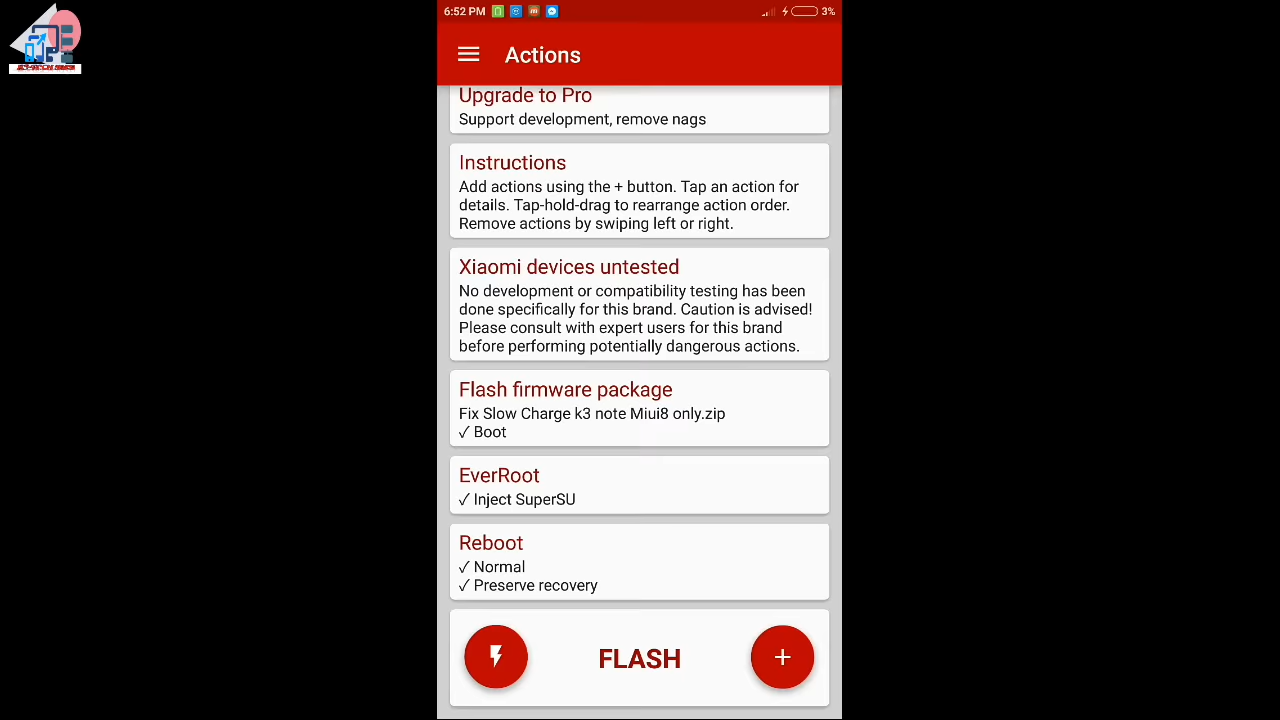 6:52 PM
3%
Actions
Upgrade to Pro
Support development, remove nags
Instructions
Add actions using the + button. Tap an action for
details. Tap-hold-drag to rearrange action order.
Remove actions by swiping left or right.
Xiaomi devices untested
No development or compatibility testing has been
done specifically for this brand. Caution is advised!
Please consult with expert users for this brand
before performing potentially dangerous actions.
Flash firmware package
Fix Slow Charge k3 note Miui8 only.zip
✓ Boot
EverRoot
✓ Inject SuperSU
Reboot
✓ Normal
✓ Preserve recovery
FLASH
+